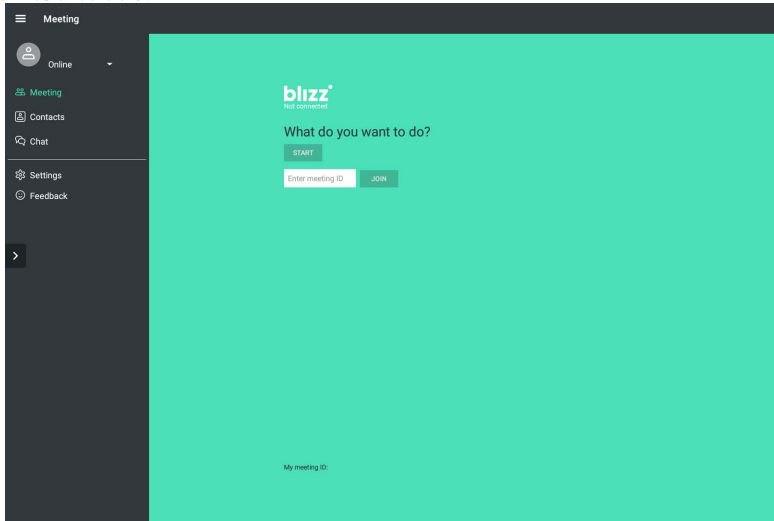 Meeting
Online
Meeting
Contacts
Chat
Settings
Feedback
blizz
Not connected
What do you want to do?
START
Enter meeting ID
JOIN
My meeting ID: